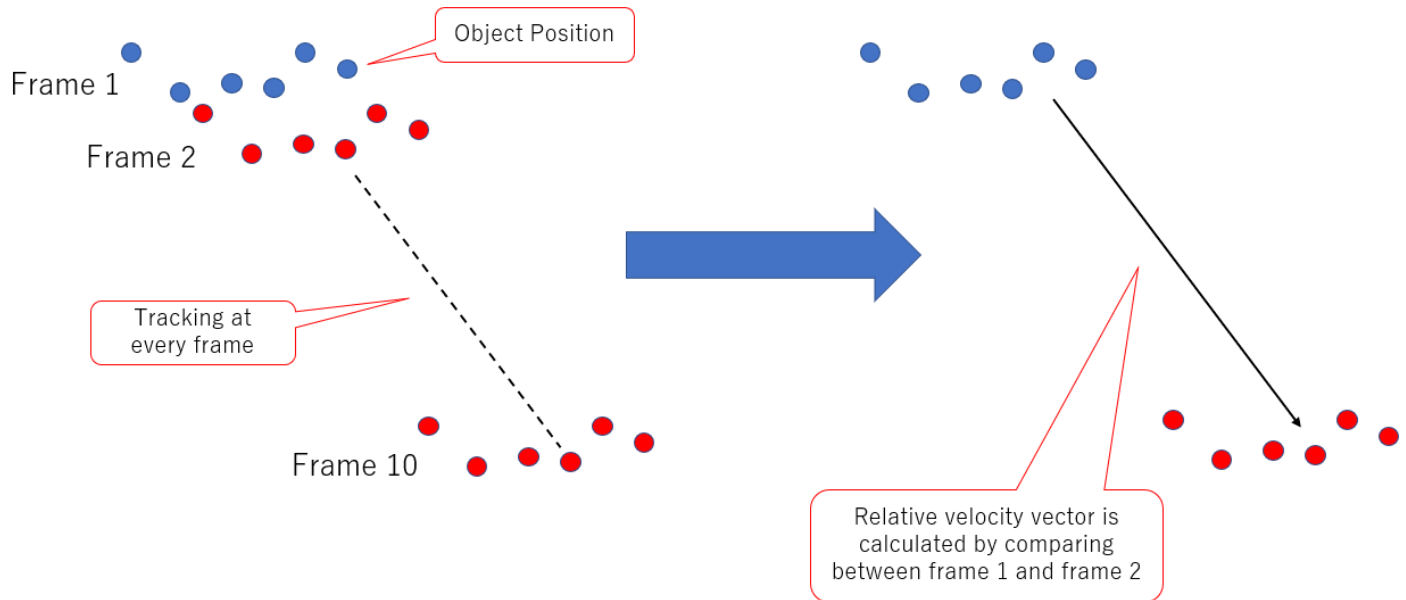 Object Position
Frame 1
Frame 2
Tracking at
every frame
Frame 10
Relative velocity vector is
calculated by comparing
between frame 1 and frame 2